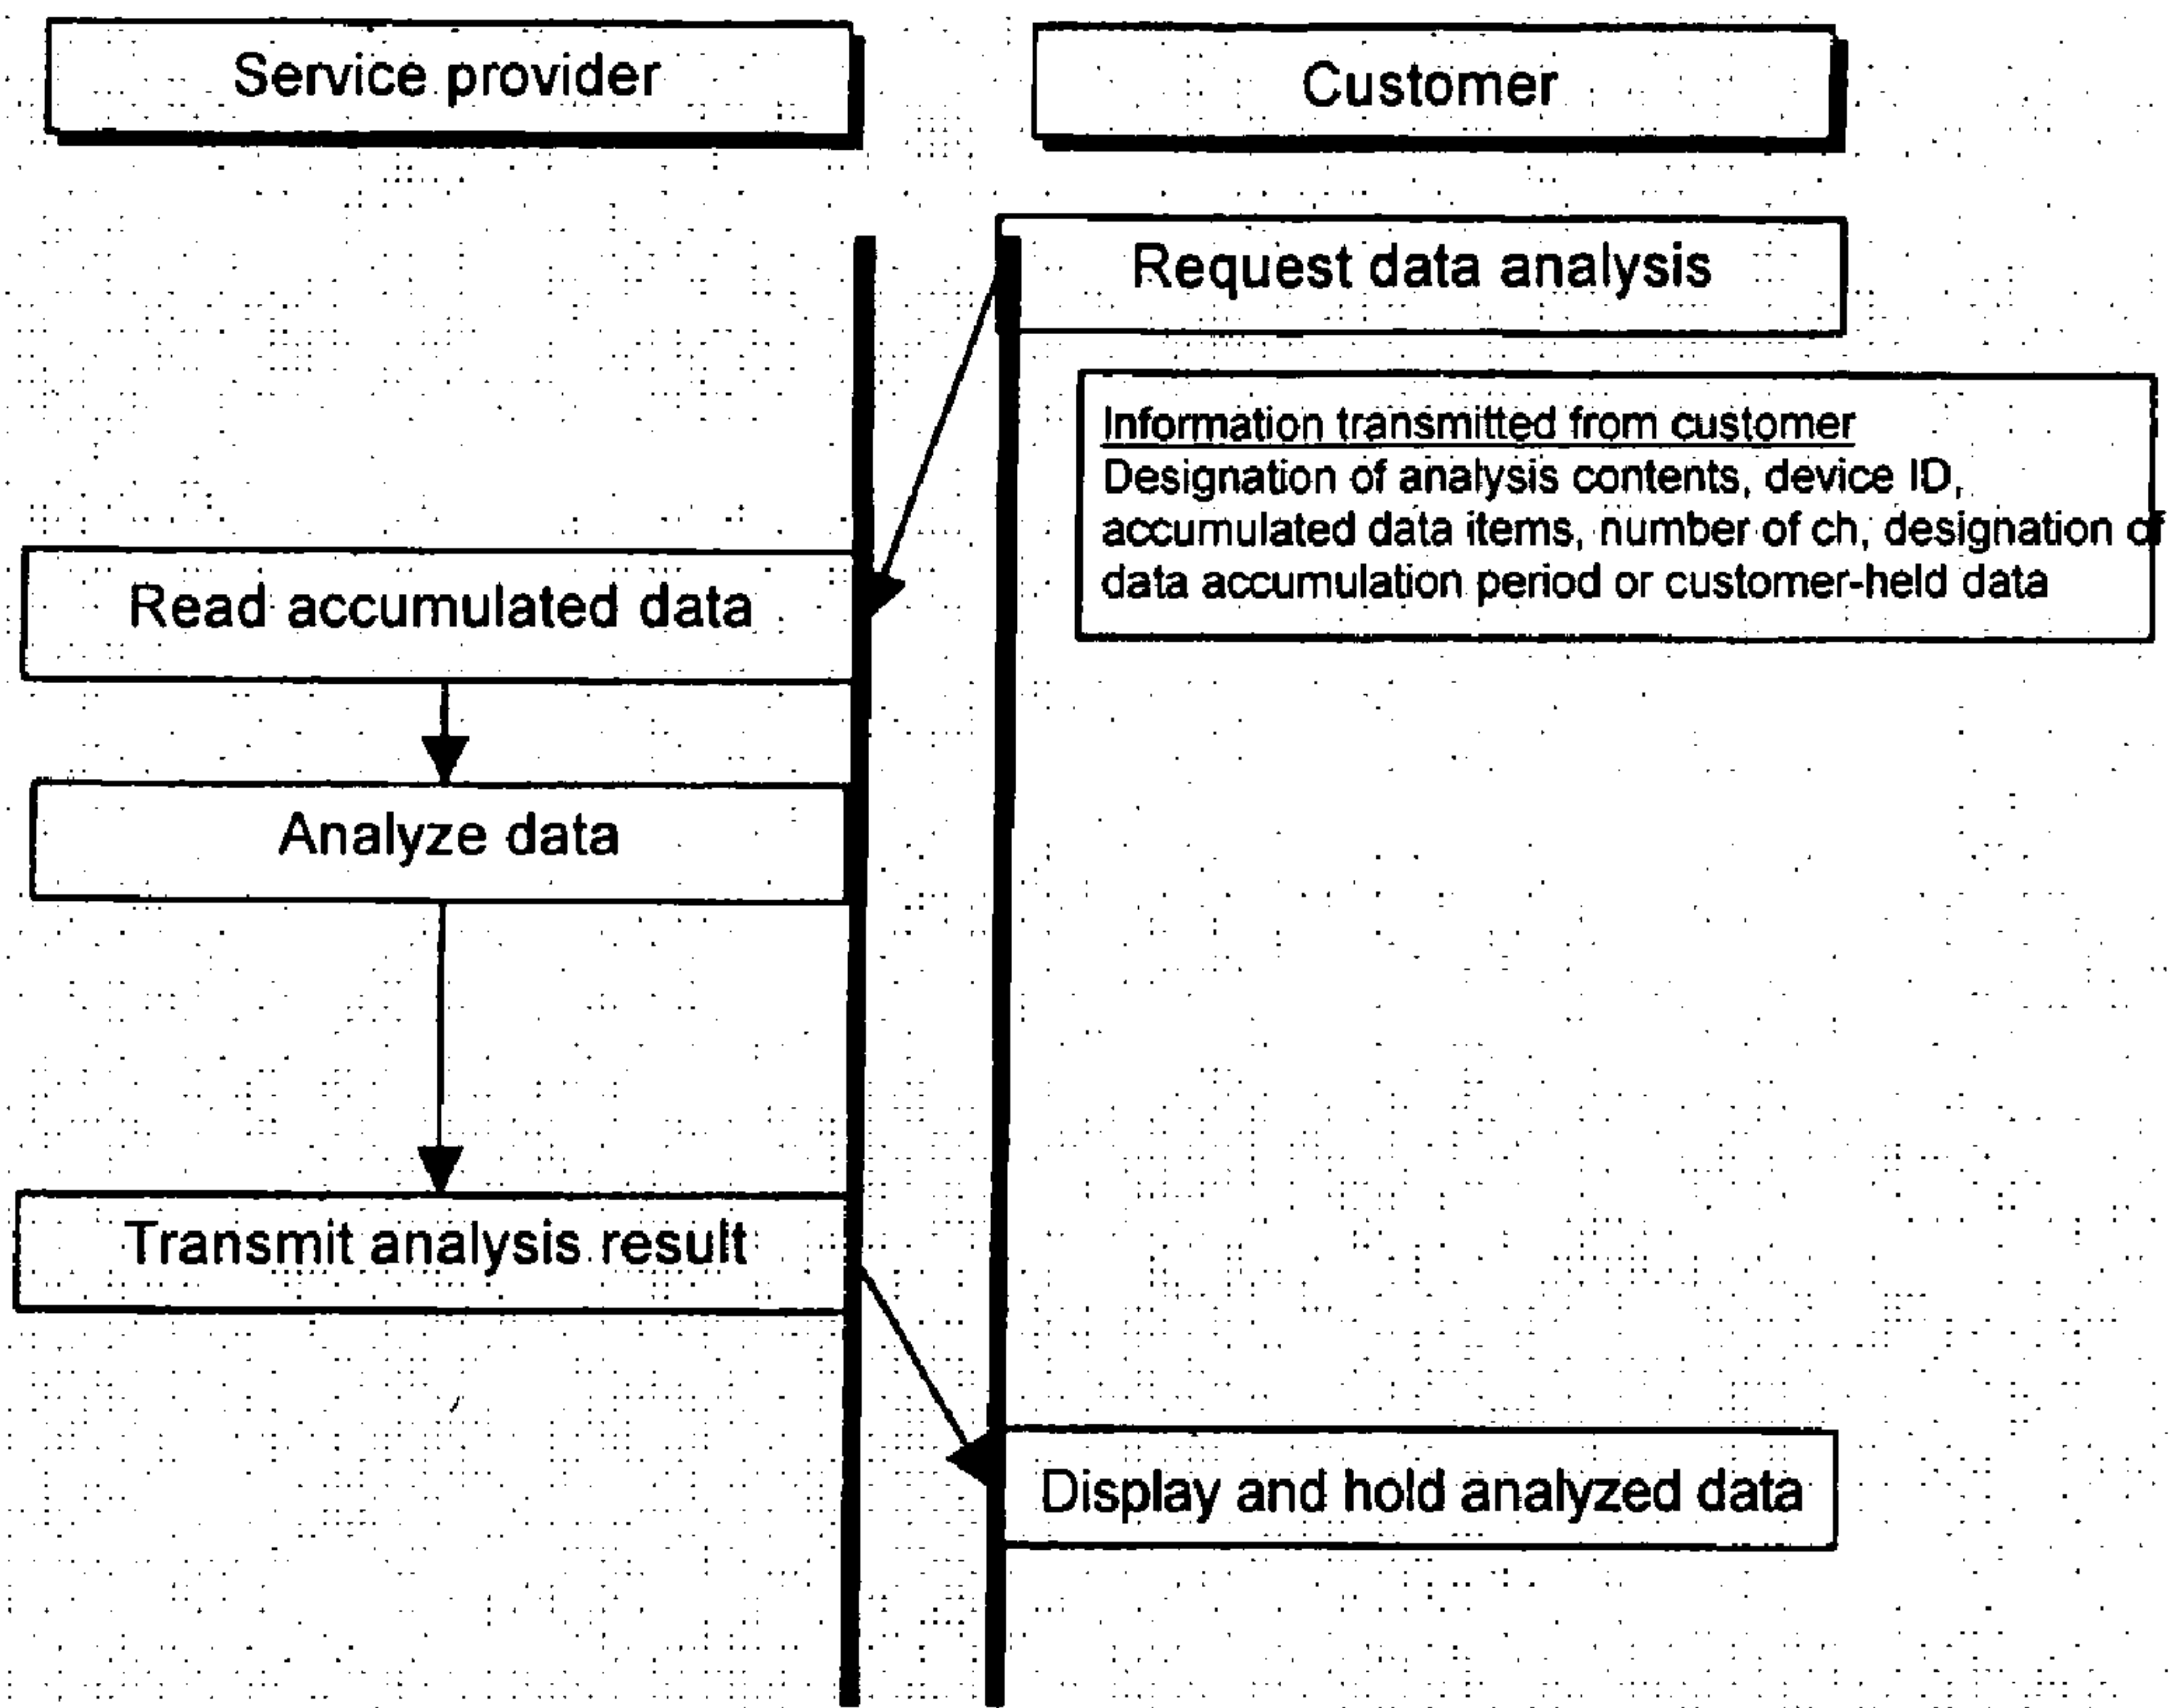 Service provider
Customer
Request data analysis
Information transmitted from customer
Designation of analysis contents, device ID,
accumulated data items, number of ch, designation of
data accumulation period or customer-held data
Read accumulated data
Analyze data
Transmit analysis result
Display and hold analyzed data